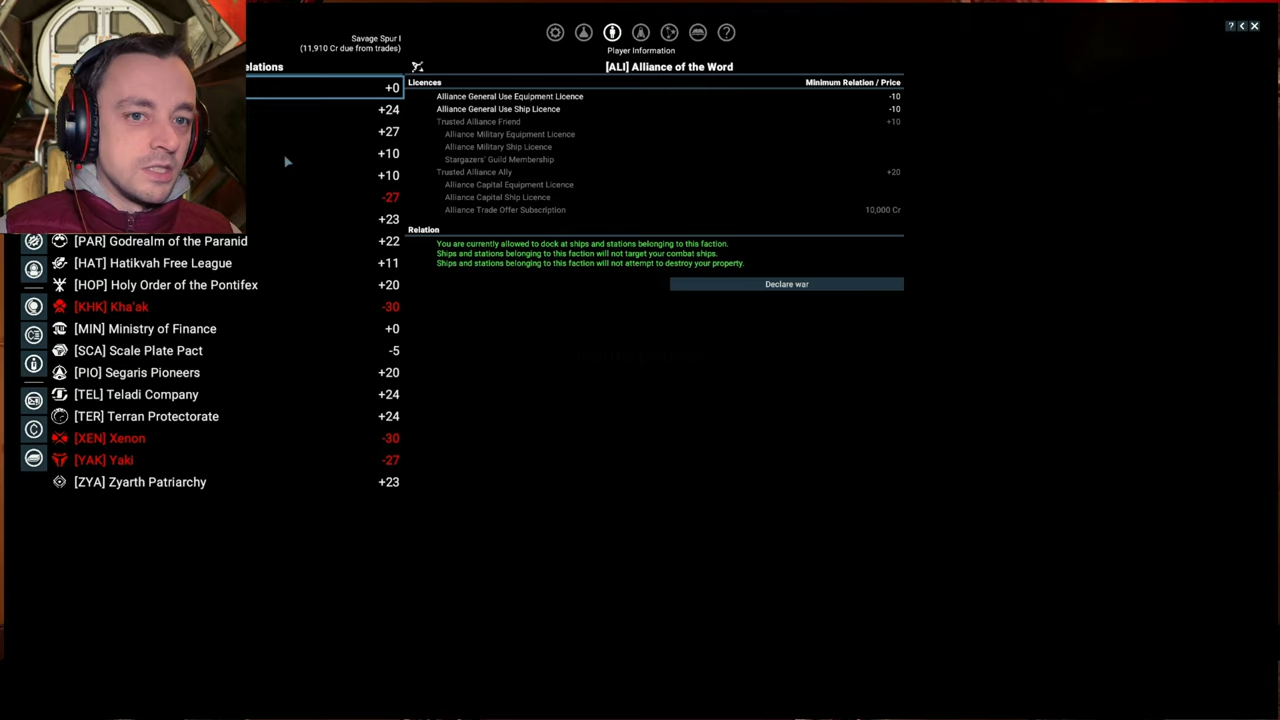 Savage Spur I
(11,910 Cr due from trades)
Player Information
elations
[ALI] Alliance of the Word
+0
+24
+27
+10
+10
-27
+23
[PAR] Godrealm of the Paranid +22
[HAT] Hatikvah Free League +11
[HOP] Holy Order of the Pontifex +20
[KHK] Kha'ak -30
[MIN] Ministry of Finance +0
[SCA] Scale Plate Pact -5
[PIO] Segaris Pioneers +20
[TEL] Teladi Company +24
[TER] Terran Protectorate +24
[XEN] Xenon -30
[YAK] Yaki -27
[ZYA] Zyarth Patriarchy +23
Licences Minimum Relation / Price
Alliance General Use Equipment Licence -10
Alliance General Use Ship Licence -10
Trusted Alliance Friend +10
Alliance Military Equipment Licence
Alliance Military Ship Licence
Stargazers' Guild Membership
Trusted Alliance Ally +20
Alliance Capital Equipment Licence
Alliance Capital Ship Licence
Alliance Trade Offer Subscription 10,000 Cr
Relation
You are currently allowed to dock at ships and stations belonging to this faction.
Ships and stations belonging to this faction will not target your combat ships.
Ships and stations belonging to this faction will not attempt to destroy your property.
Declare war